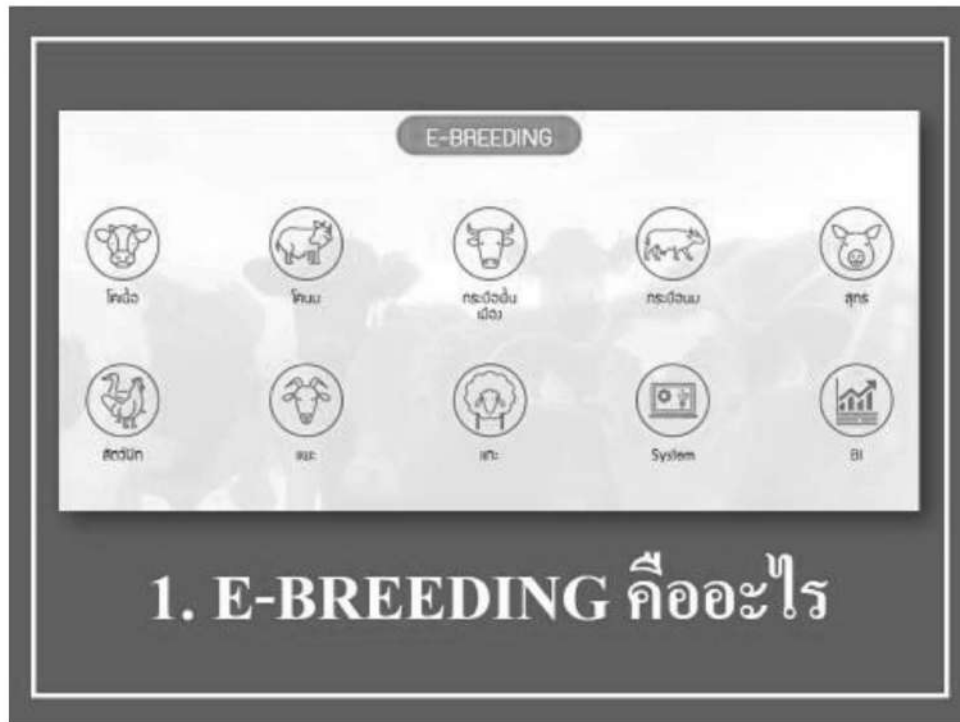 E-BREEDING
โคเนื้อ
โคนม
กระบือพื้น
เมือง
กระบือนม
สุกร
สัตว์ปีก
แพะ
แกะ
System
BI
1. E-BREEDING คืออะไร